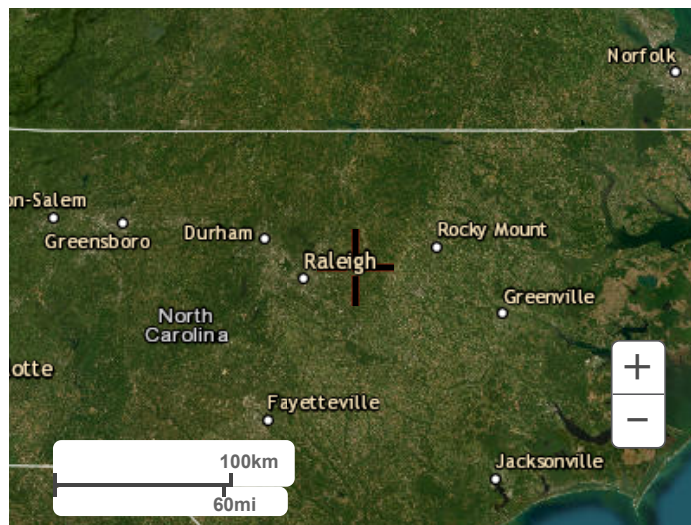 Norfolk
on-Salem
Greensboro
Durham
Rocky Mount
Raleigh
Greenville
North
Carolina
otte
Fayetteville
Jacksonville
100km
60mi
+
−